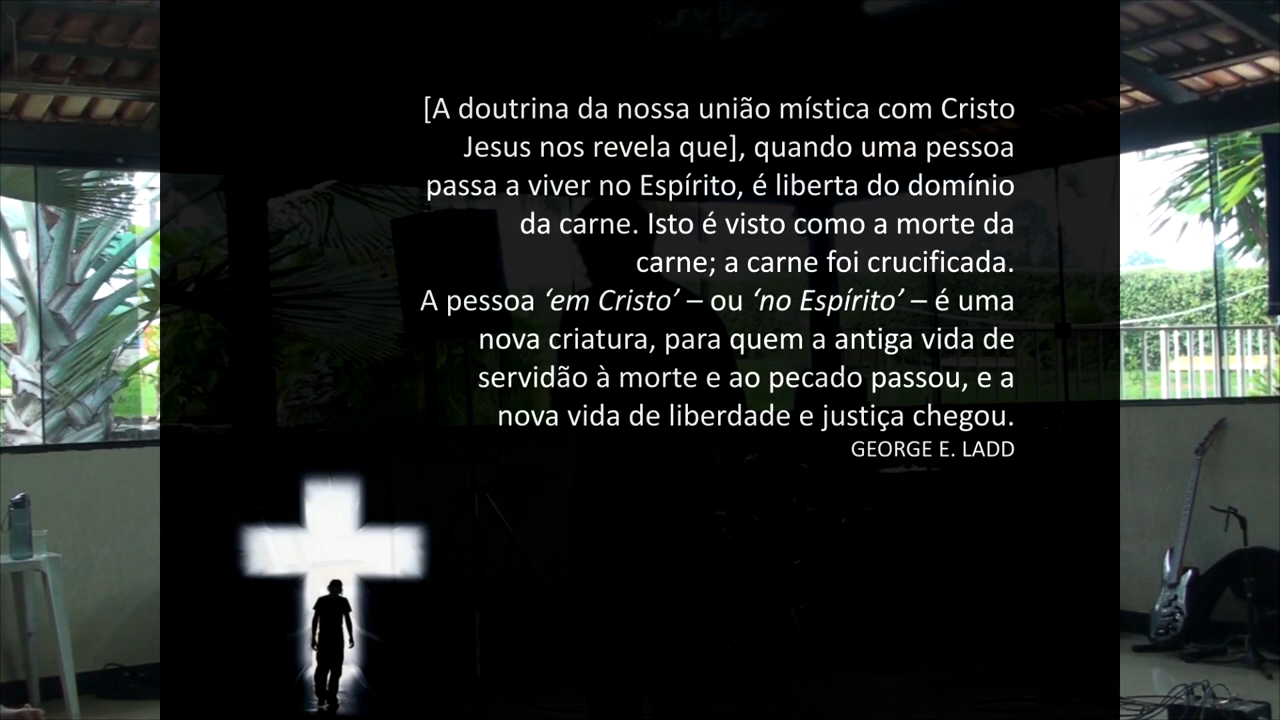 [A doutrina da nossa união mística com Cristo
Jesus nos revela que], quando uma pessoa
passa a viver no Espírito, é liberta do domínio
da carne. Isto é visto como a morte da
carne; a carne foi crucificada.
A pessoa ‘em Cristo’ – ou ‘no Espírito’ – é uma
nova criatura, para quem a antiga vida de
servidão à morte e ao pecado passou, e a
nova vida de liberdade e justiça chegou.
GEORGE E. LADD